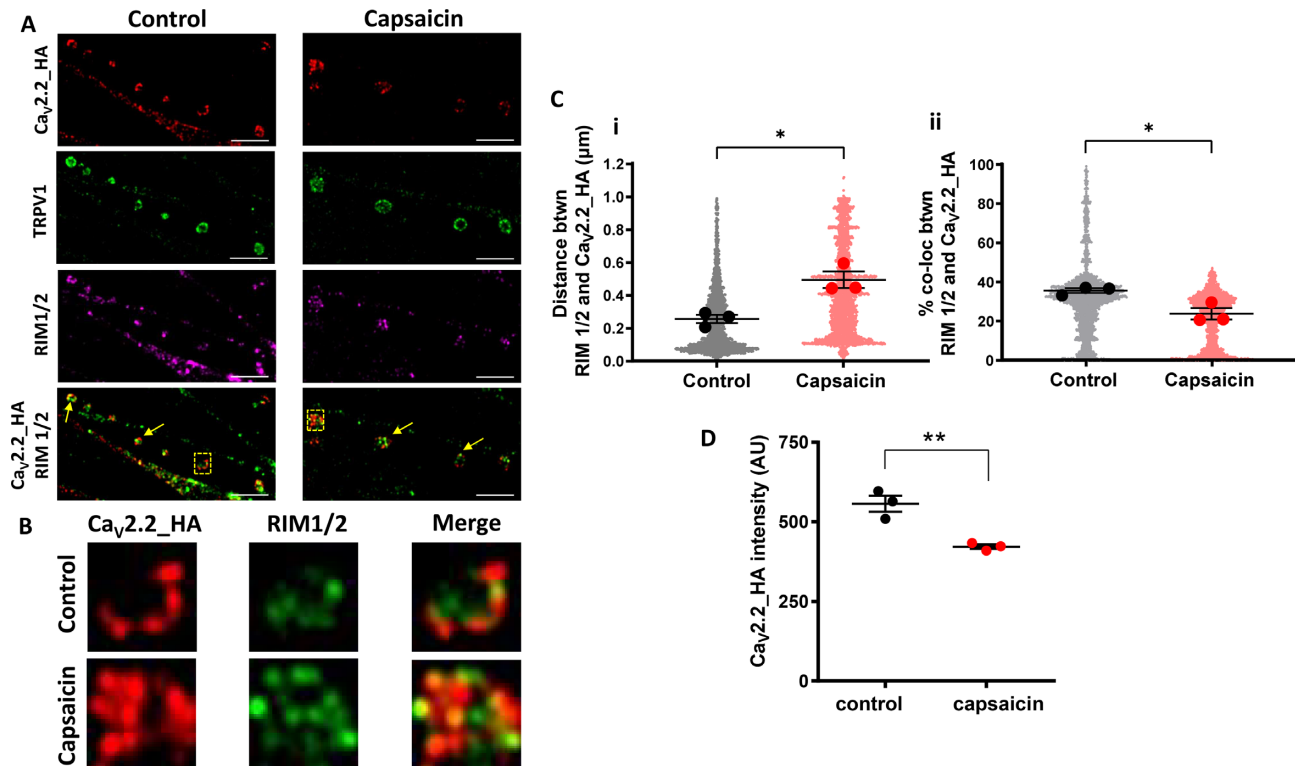 A
Control
Capsaicin
CaV2.2_HA
TRPV1
RIM1/2
CaV2.2_HA
RIM 1/2
B
CaV2.2_HA
RIM1/2
Merge
Control
Capsaicin
C
i
*
Distance btwn
RIM 1/2 and CaV2.2_HA (μm)
1.2
1.0
0.8
0.6
0.4
0.2
0.0
Control
Capsaicin
ii
*
% co-loc btwn
RIM 1/2 and CaV2.2_HA
100
80
60
40
20
0
Control
Capsaicin
D
**
CaV2.2_HA intensity (AU)
750
500
250
0
control
capsaicin